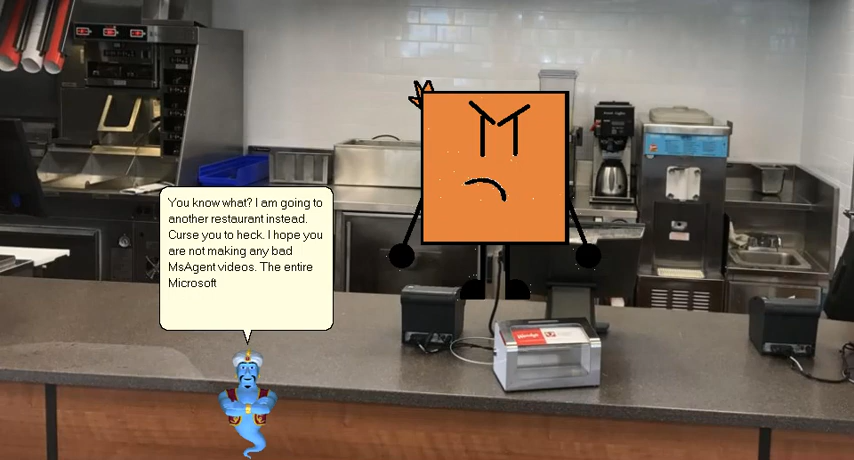 You know what? I am going to
another restaurant instead.
Curse you to heck. I hope you
are not making any bad
MsAgent videos. The entire
Microsoft